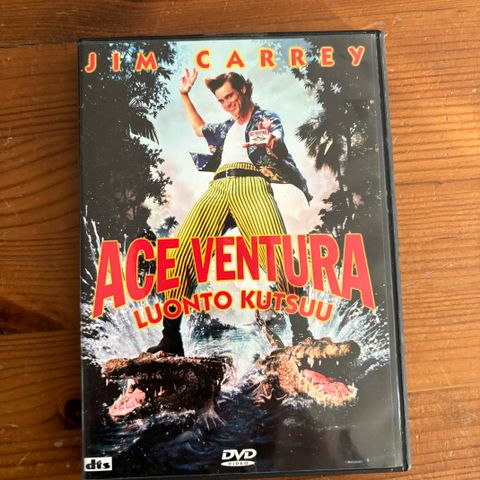 JIM CARREY
ACE VENTURA
LUONTO KUTSUU
DVD
VIDEO
dts